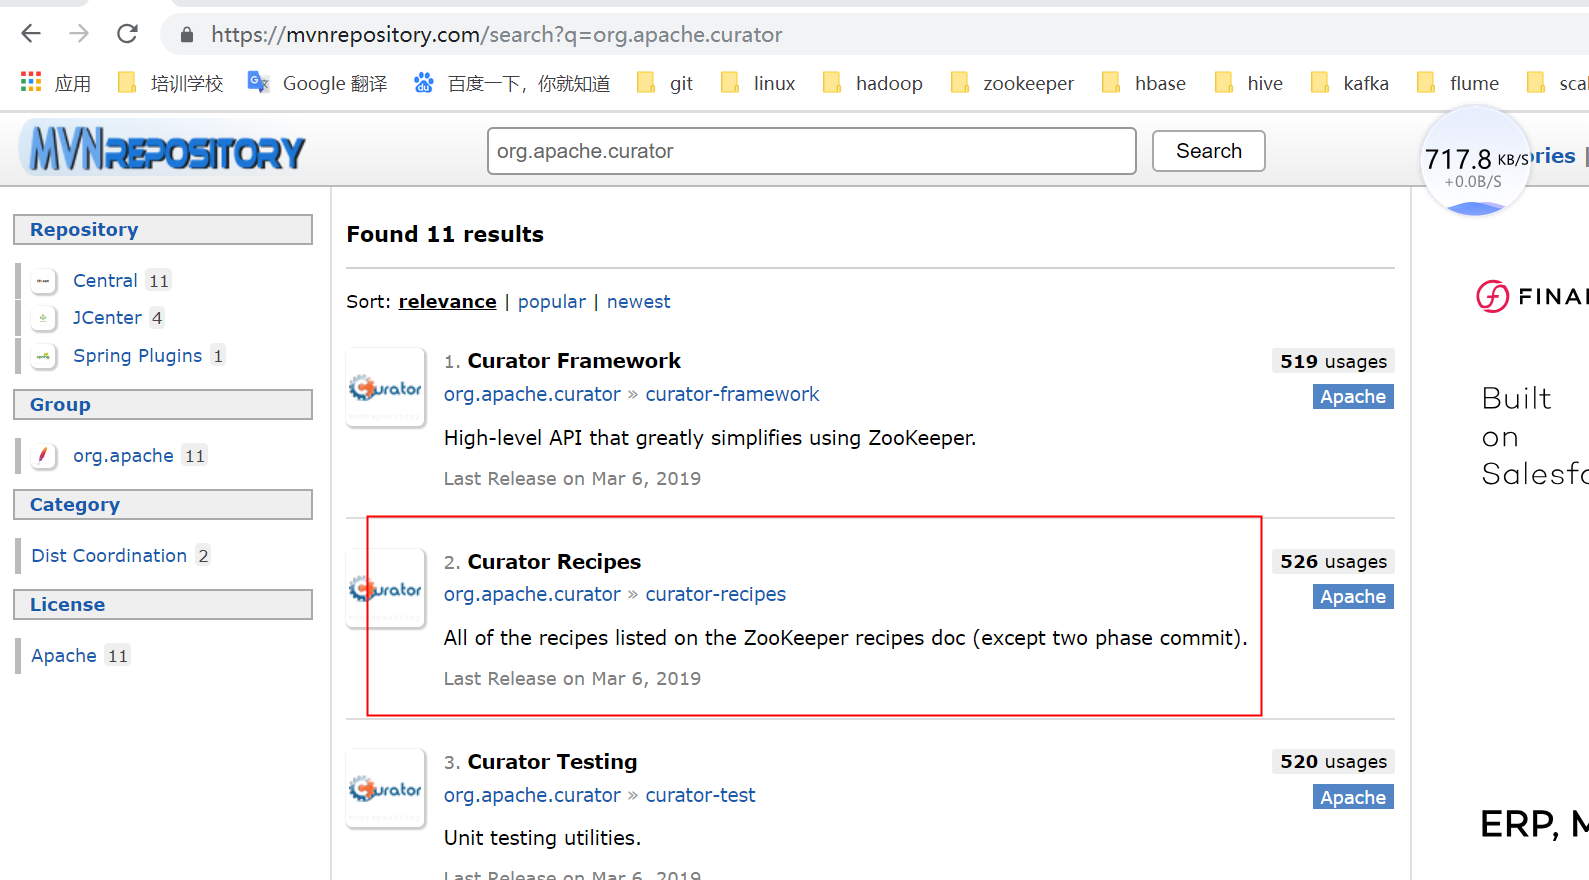 https://mvnrepository.com/search?q=org.apache.curator
应用 培训学校 Google 翻译 百度一下，你就知道 git linux hadoop zookeeper hbase hive kafka flume
MVNREPOSITORY
org.apache.curator
Search
717.8 KB/S
+0.0B/S
Repository
Central 11
JCenter 4
Spring Plugins 1
Group
org.apache 11
Category
Dist Coordination 2
License
Apache 11
Found 11 results
Sort: relevance | popular | newest
1. Curator Framework
519 usages
org.apache.curator » curator-framework
Apache
High-level API that greatly simplifies using ZooKeeper.
Last Release on Mar 6, 2019
Curator
2. Curator Recipes
526 usages
org.apache.curator » curator-recipes
Apache
All of the recipes listed on the ZooKeeper recipes doc (except two phase commit).
Last Release on Mar 6, 2019
Curator
3. Curator Testing
520 usages
org.apache.curator » curator-test
Apache
Unit testing utilities.
Last Release on Mar 6, 2019
Curator
Built
on
ERP,